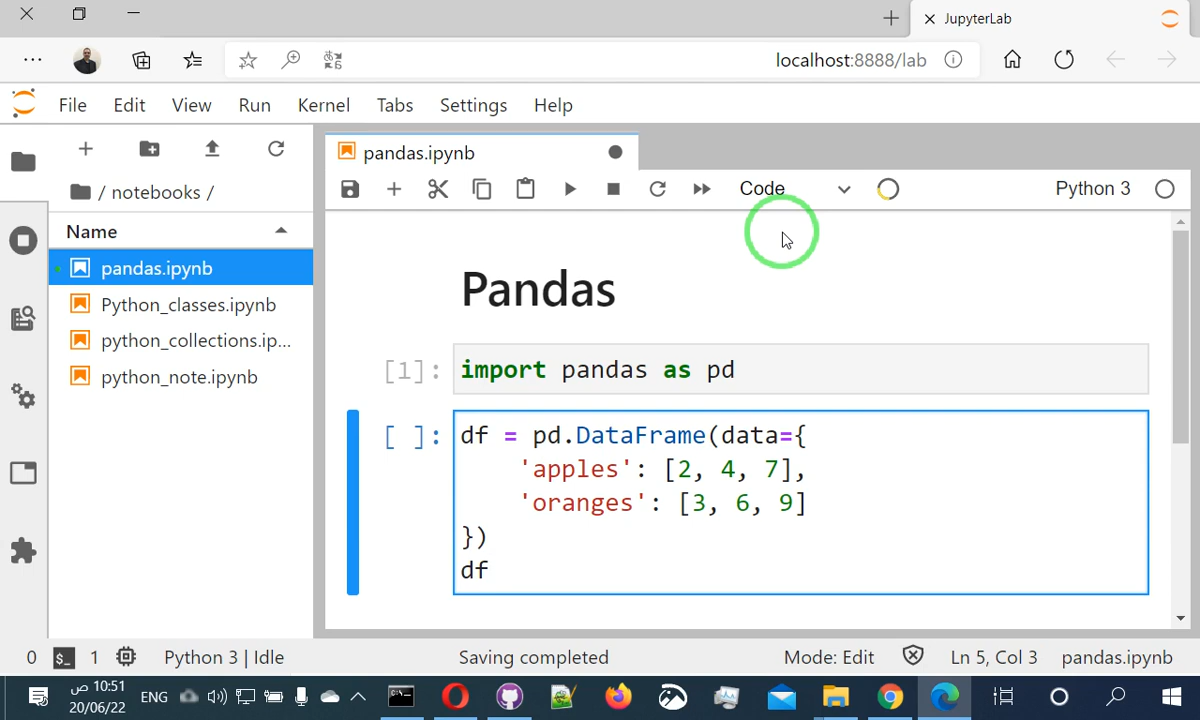 JupyterLab
localhost:8888/lab
File Edit View Run Kernel Tabs Settings Help
pandas.ipynb
/ notebooks /
Code
Python 3
Name
pandas.ipynb
Python_classes.ipynb
python_collections.ip...
python_note.ipynb
Pandas
[1]: import pandas as pd
[ ]: df = pd.DataFrame(data={
'apples': [2, 4, 7],
'oranges': [3, 6, 9]
})
df
0 $_ 1 Python 3 | Idle Saving completed Mode: Edit Ln 5, Col 3 pandas.ipynb
10:51 ص
20/06/22
ENG